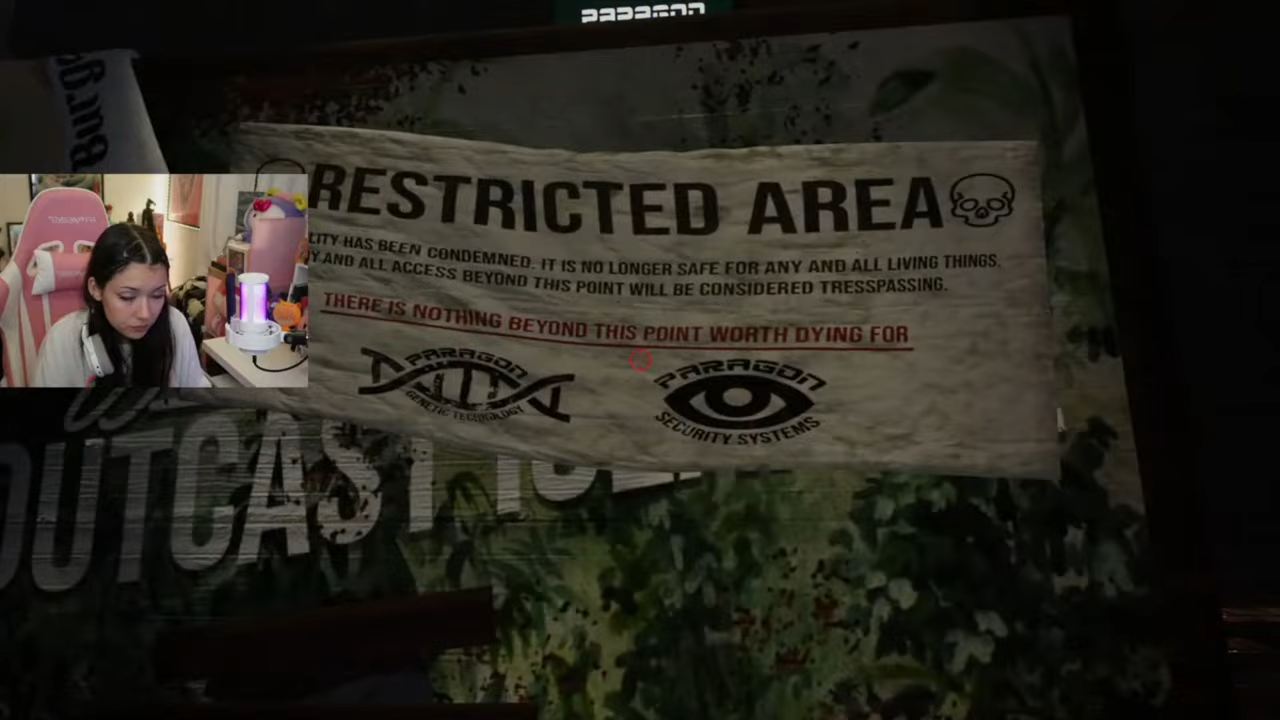 PARAGON
Burg
RESTRICTED AREA
LITY HAS BEEN CONDEMNED. IT IS NO LONGER SAFE FOR ANY AND ALL LIVING THINGS.
Y AND ALL ACCESS BEYOND THIS POINT WILL BE CONSIDERED TRESSPASSING.
THERE IS NOTHING BEYOND THIS POINT WORTH DYING FOR
PARAGON
GENETIC TECHNOLOGY
PARAGON
SECURITY SYSTEMS
OUTCAST